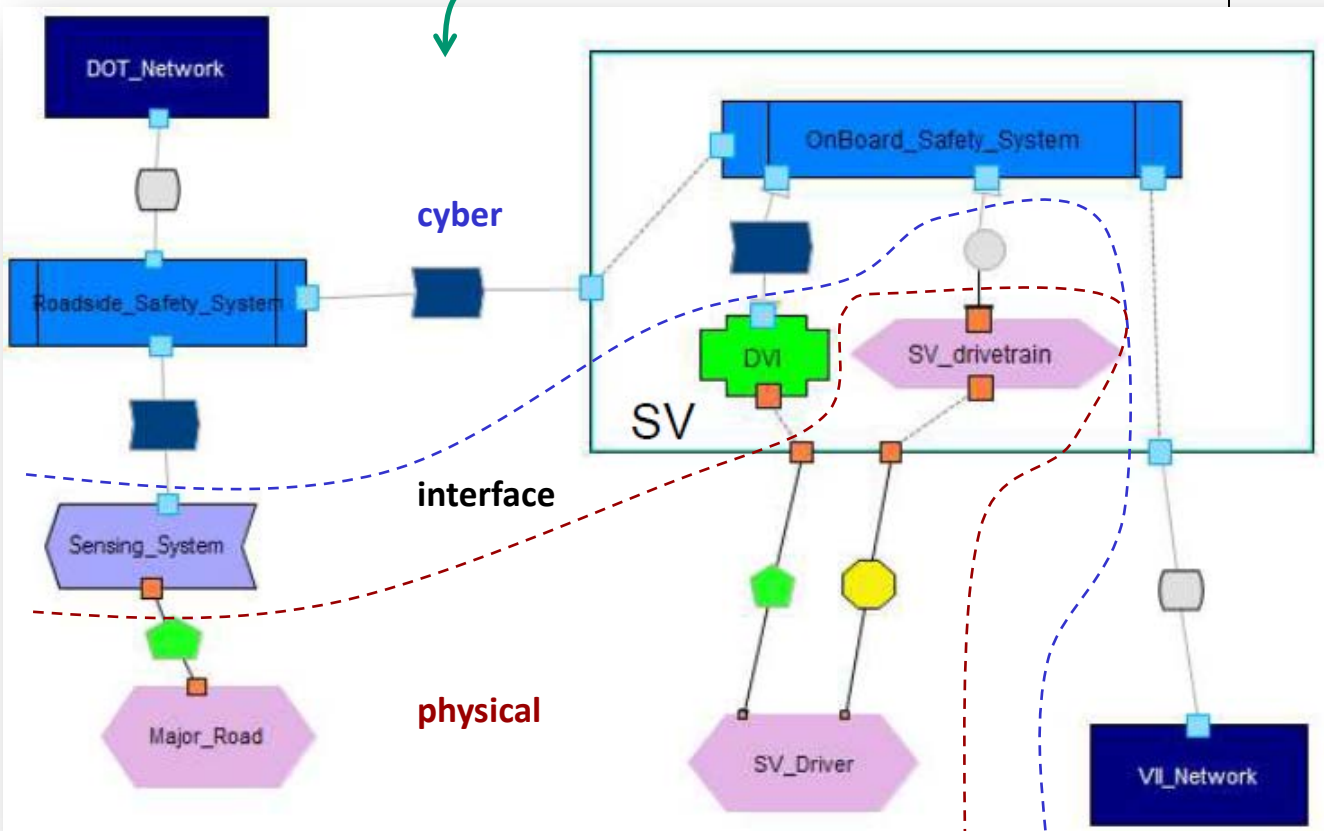 DOT_Network
OnBoard_Safety_System
cyber
Roadside_Safety_System
DVI
SV_drivetrain
SV
interface
Sensing_System
physical
Major_Road
SV_Driver
VII_Network